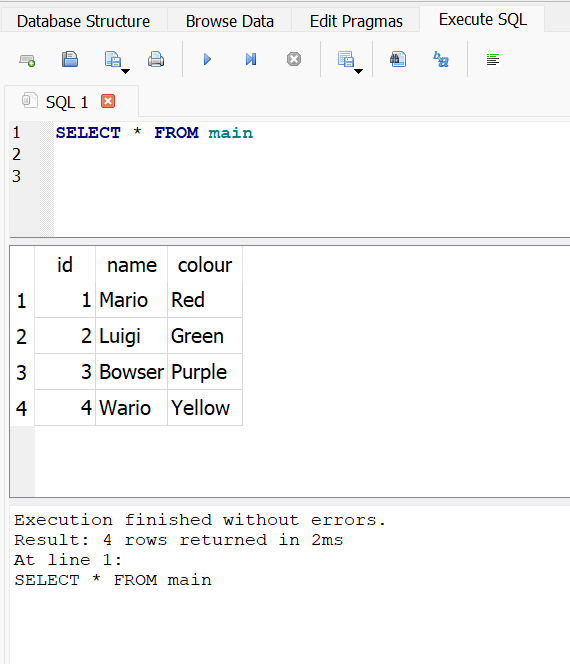 Database Structure Browse Data Edit Pragmas Execute SQL
SQL 1
1 SELECT * FROM main
2
3
id name colour
1 1 Mario Red
2 2 Luigi Green
3 3 Bowser Purple
4 4 Wario Yellow
Execution finished without errors.
Result: 4 rows returned in 2ms
At line 1:
SELECT * FROM main